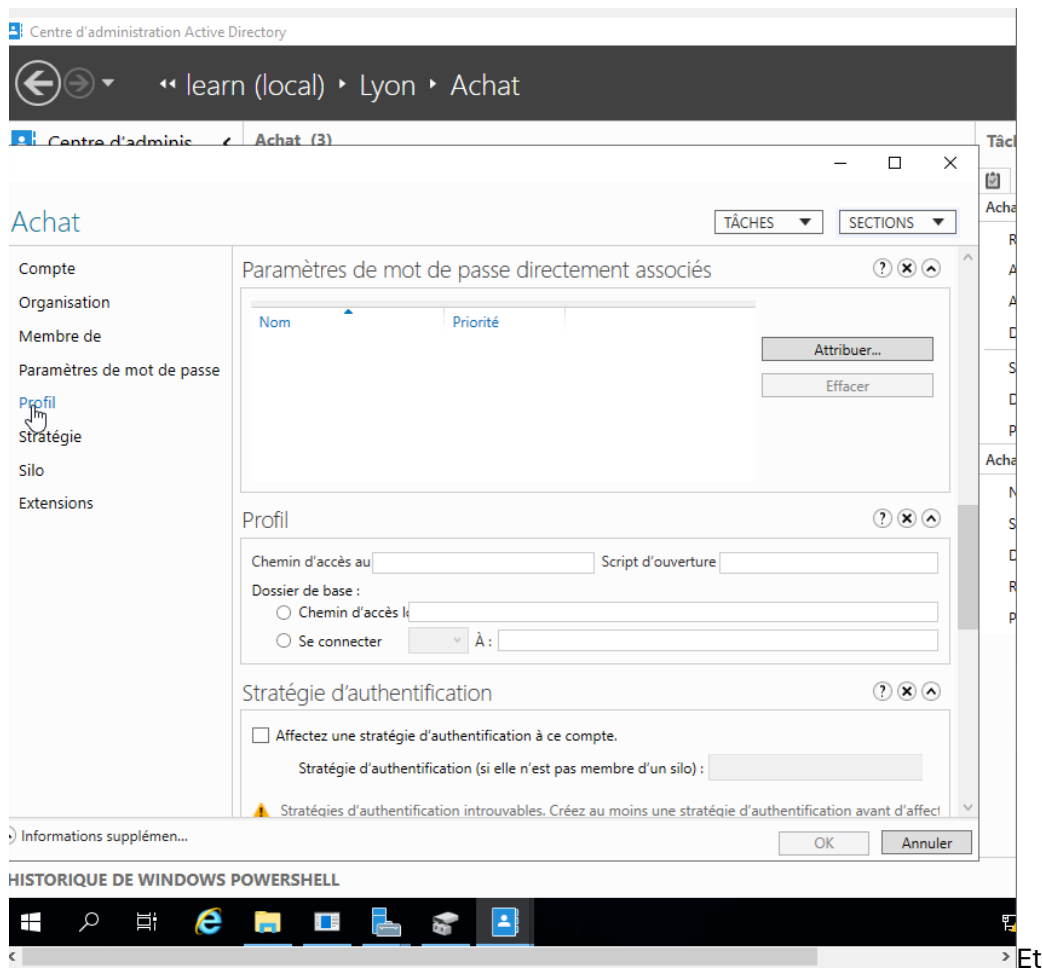 Centre d'administration Active Directory
learn (local) Lyon Achat
Centre d'adminis
Achat (3)
Achat
TÂCHES
SECTIONS
Compte
Organisation
Membre de
Paramètres de mot de passe
Profil
Stratégie
Silo
Extensions
Paramètres de mot de passe directement associés
Nom
Priorité
Attribuer...
Effacer
Profil
Chemin d'accès au
Script d'ouverture
Dossier de base :
Chemin d'accès lo
Se connecter
À :
Stratégie d'authentification
Affectez une stratégie d'authentification à ce compte.
Stratégie d'authentification (si elle n'est pas membre d'un silo) :
Stratégies d'authentification introuvables. Créez au moins une stratégie d'authentification avant d'affect
Informations supplémen...
OK
Annuler
Tâcl
Acha
R
A
A
D
S
D
P
Acha
N
S
D
R
P
HISTORIQUE DE WINDOWS POWERSHELL
Et